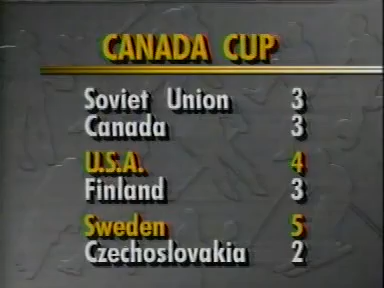 CANADA CUP
Soviet Union 3
Canada 3
U.S.A. 4
Finland 3
Sweden 5
Czechoslovakia 2